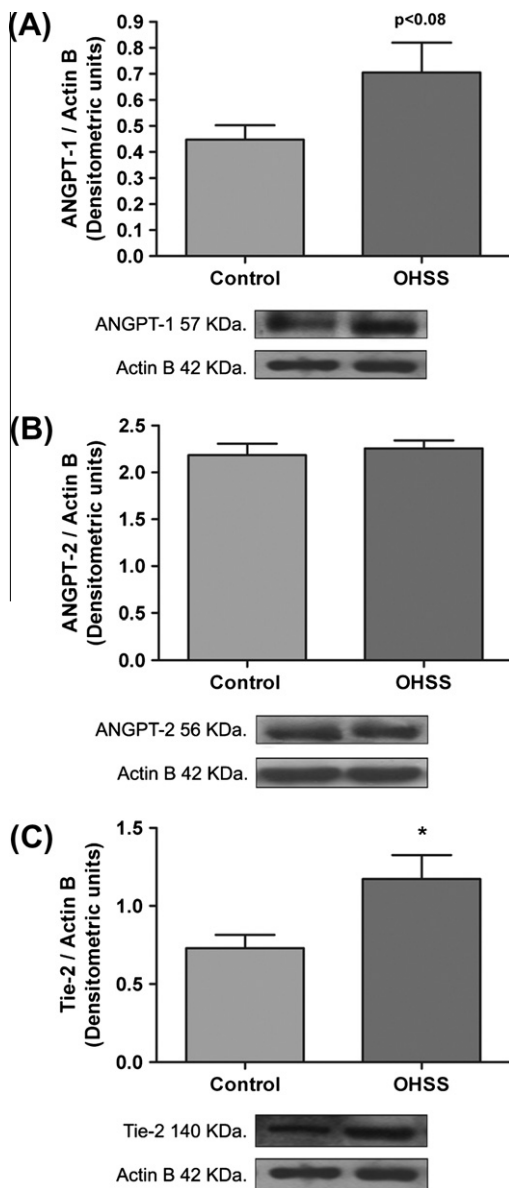 (A)
p<0.08
ANGPT-1 / Actin B
(Densitometric units)
0.9
0.8
0.7
0.6
0.5
0.4
0.3
0.2
0.1
0.0
Control OHSS
ANGPT-1 57 KDa.
Actin B 42 KDa.
(B)
ANGPT-2 / Actin B
(Densitometric units)
2.5
2.0
1.5
1.0
0.5
0.0
Control OHSS
ANGPT-2 56 KDa.
Actin B 42 KDa.
(C)
*
Tie-2 / Actin B
(Densitometric units)
1.5
1.0
0.5
0.0
Control OHSS
Tie-2 140 KDa.
Actin B 42 KDa.